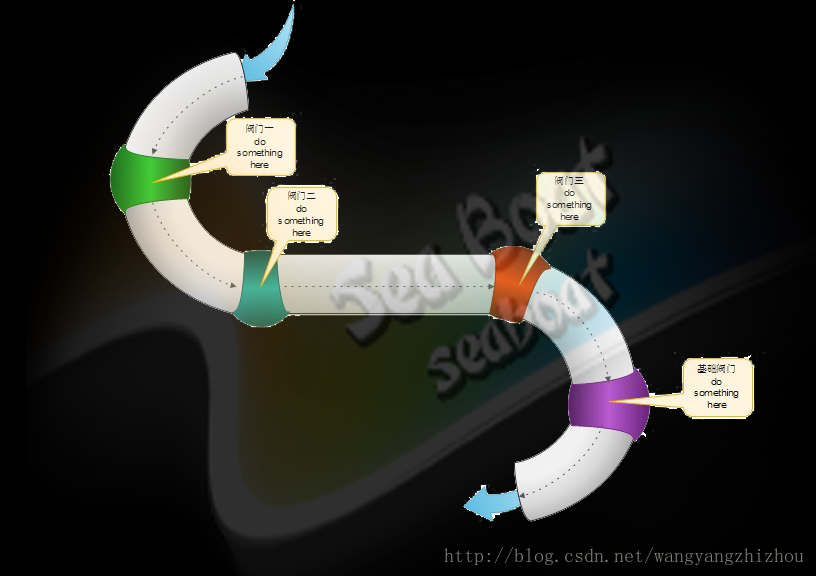 阀门一
do
something
here
阀门二
do
something
here
阀门三
do
something
here
Sea Boat
seaboat
基础阀门
do
something
here
http://blog.csdn.net/wangyangzhizhou